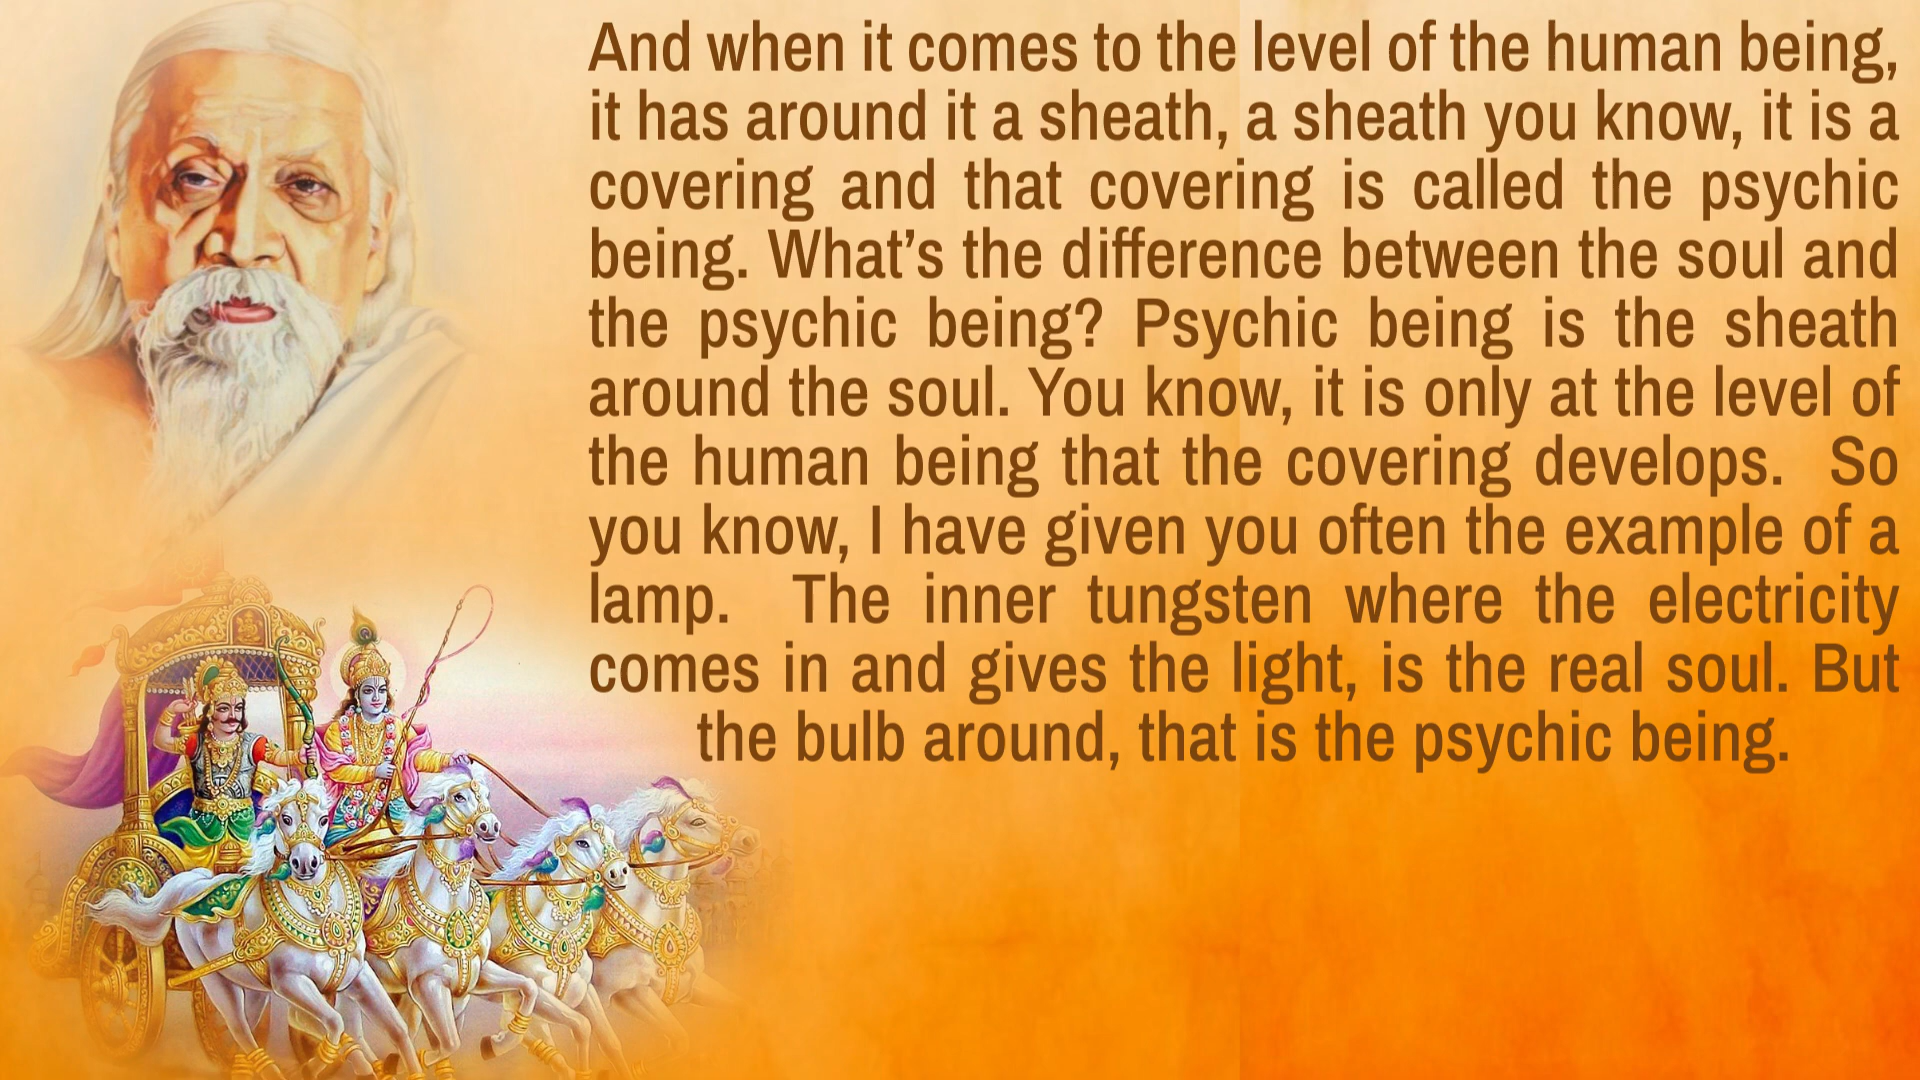 And when it comes to the level of the human being,
it has around it a sheath, a sheath you know, it is a
covering and that covering is called the psychic
being. What’s the difference between the soul and
the psychic being? Psychic being is the sheath
around the soul. You know, it is only at the level of
the human being that the covering develops.  So
you know, I have given you often the example of a
lamp.  The inner tungsten where the electricity
comes in and gives the light, is the real soul. But
the bulb around, that is the psychic being.